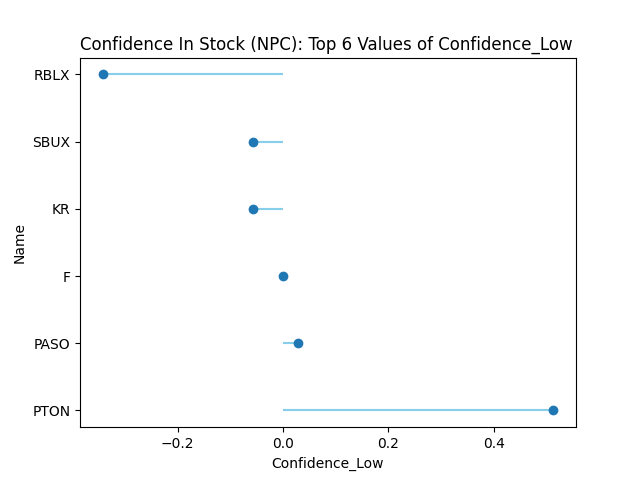 Confidence In Stock (NPC): Top 6 Values of Confidence_Low
RBLX
SBUX
KR
F
PASO
PTON
Name
−0.2
0.0
0.2
0.4
Confidence_Low